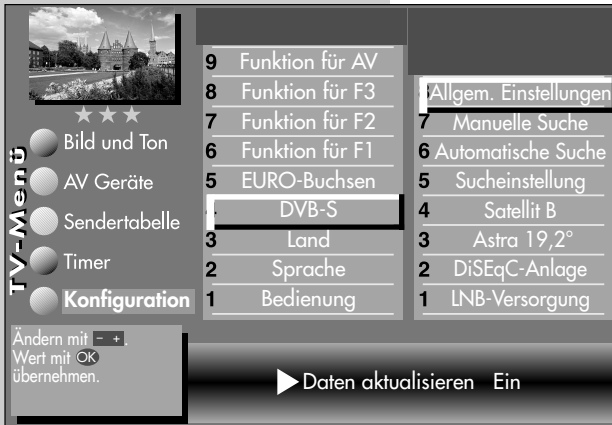 TV-Menü
Bild und Ton
AV Geräte
Sendertabelle
Timer
Konfiguration
Ändern mit - +.
Wert mit OK
übernehmen.
9 Funktion für AV
8 Funktion für F3
7 Funktion für F2
6 Funktion für F1
5 EURO-Buchsen
4 DVB-S
3 Land
2 Sprache
1 Bedienung
8 Allgem. Einstellungen
7 Manuelle Suche
6 Automatische Suche
5 Sucheinstellung
4 Satellit B
3 Astra 19,2°
2 DiSEqC-Anlage
1 LNB-Versorgung
Daten aktualisieren Ein